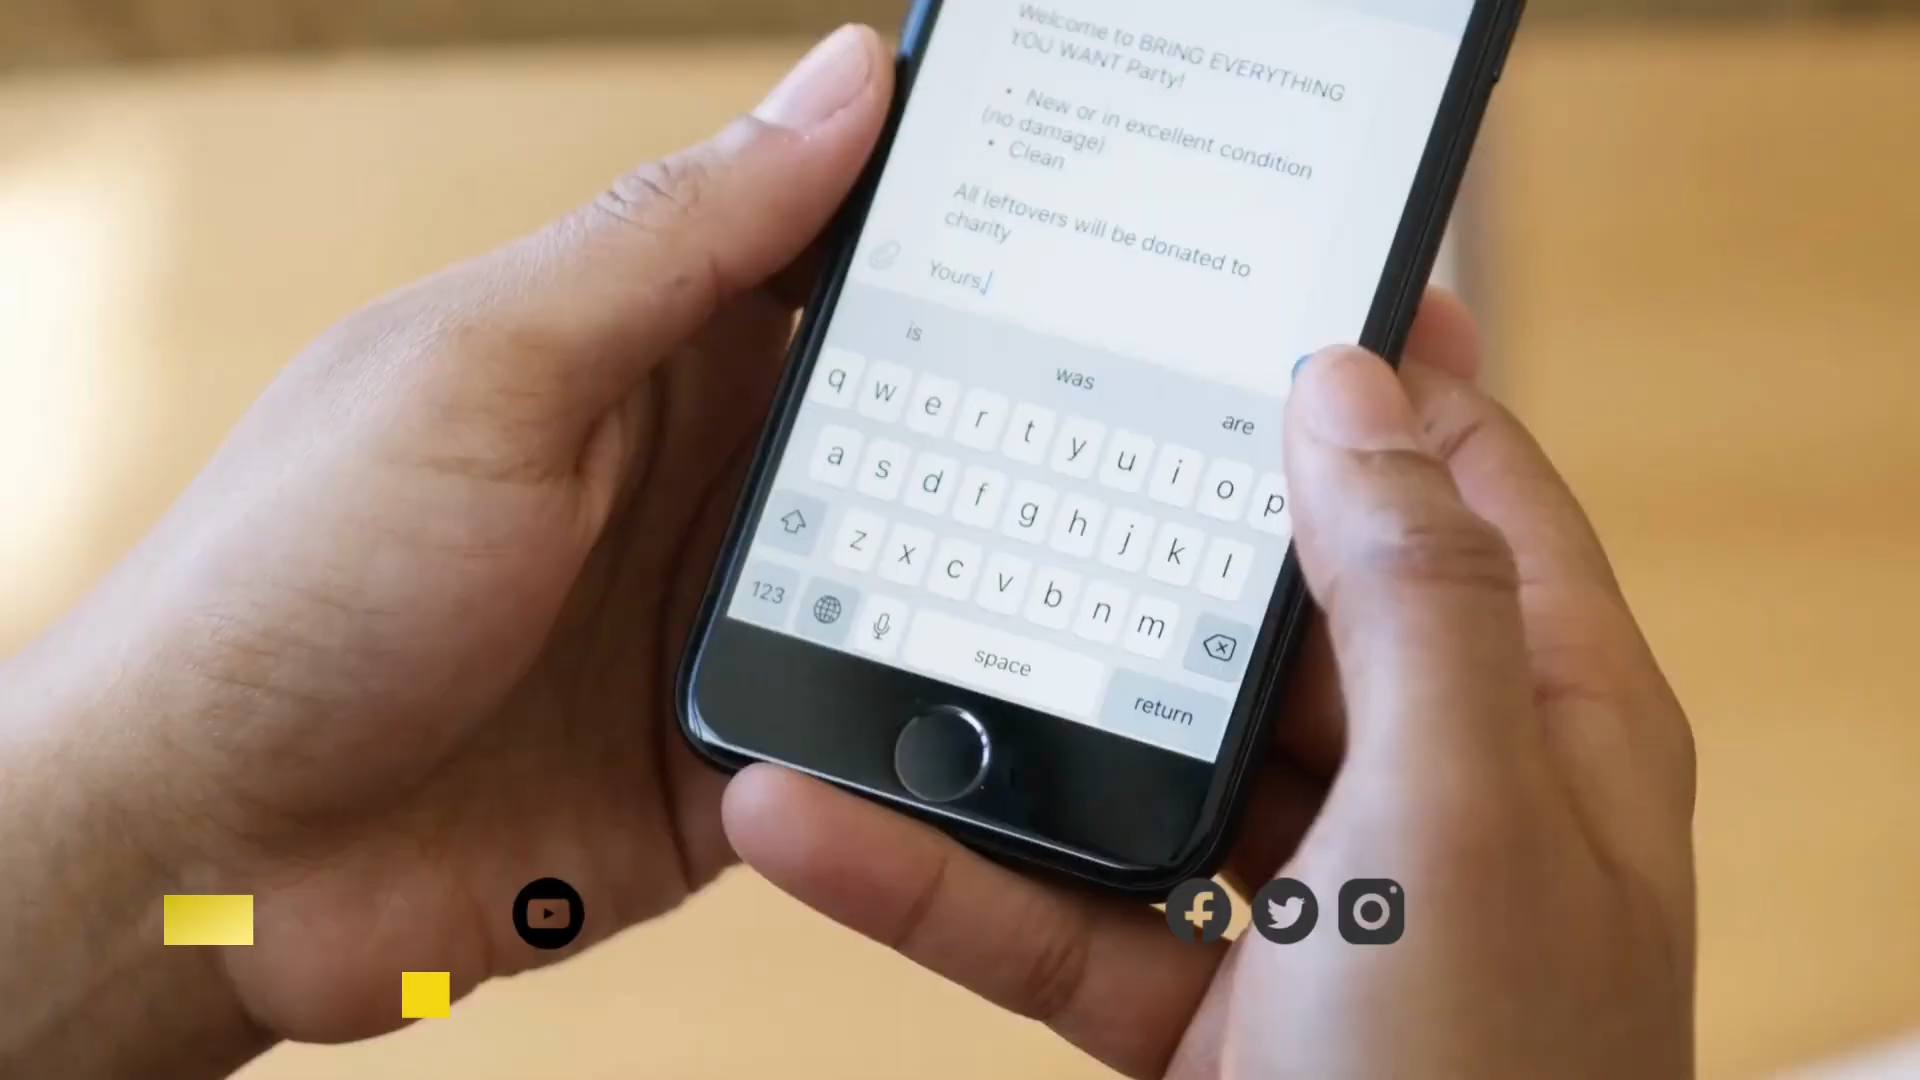 Welcome to BRING EVERYTHING
YOU WANT Party!
• New or in excellent condition
(no damage)
• Clean
All leftovers will be donated to
charity
Yours,
is was are
q w e r t y u i o p
a s d f g h j k l
z x c v b n m
123 space return